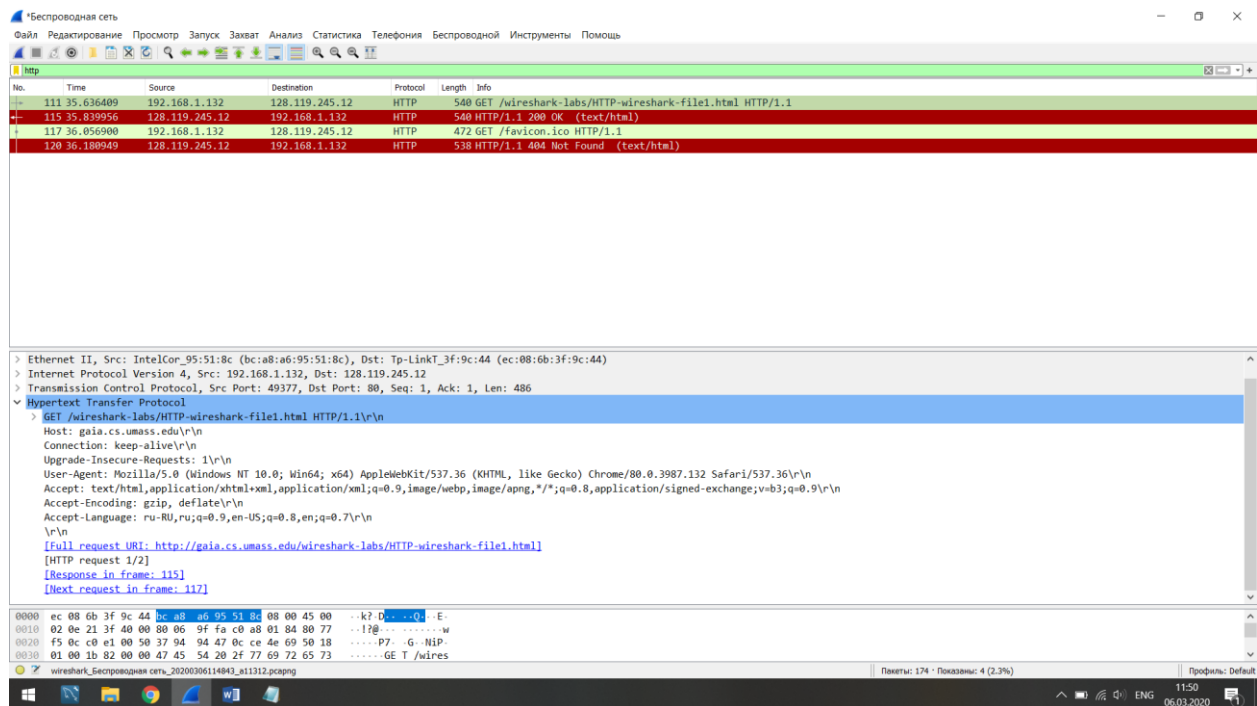 *Беспроводная сеть
Файл Редактирование Просмотр Запуск Захват Анализ Статистика Телефония Беспроводной Инструменты Помощь
http
No. Time Source Destination Protocol Length Info
111 35.636409 192.168.1.132 128.119.245.12 HTTP 540 GET /wireshark-labs/HTTP-wireshark-file1.html HTTP/1.1
115 35.839956 128.119.245.12 192.168.1.132 HTTP 540 HTTP/1.1 200 OK (text/html)
117 36.056900 192.168.1.132 128.119.245.12 HTTP 472 GET /favicon.ico HTTP/1.1
120 36.180949 128.119.245.12 192.168.1.132 HTTP 538 HTTP/1.1 404 Not Found (text/html)
> Ethernet II, Src: IntelCor_95:51:8c (bc:a8:a6:95:51:8c), Dst: Tp-LinkT_3f:9c:44 (ec:08:6b:3f:9c:44)
> Internet Protocol Version 4, Src: 192.168.1.132, Dst: 128.119.245.12
> Transmission Control Protocol, Src Port: 49377, Dst Port: 80, Seq: 1, Ack: 1, Len: 486
Hypertext Transfer Protocol
> GET /wireshark-labs/HTTP-wireshark-file1.html HTTP/1.1\r\n
Host: gaia.cs.umass.edu\r\n
Connection: keep-alive\r\n
Upgrade-Insecure-Requests: 1\r\n
User-Agent: Mozilla/5.0 (Windows NT 10.0; Win64; x64) AppleWebKit/537.36 (KHTML, like Gecko) Chrome/80.0.3987.132 Safari/537.36\r\n
Accept: text/html,application/xhtml+xml,application/xml;q=0.9,image/webp,image/apng,*/*;q=0.8,application/signed-exchange;v=b3;q=0.9\r\n
Accept-Encoding: gzip, deflate\r\n
Accept-Language: ru-RU,ru;q=0.9,en-US;q=0.8,en;q=0.7\r\n
\r\n
[Full request URI: http://gaia.cs.umass.edu/wireshark-labs/HTTP-wireshark-file1.html]
[HTTP request 1/2]
[Response in frame: 115]
[Next request in frame: 117]
0000 ec 08 6b 3f 9c 44 bc a8 a6 95 51 8c 08 00 45 00 ··k?·D·· ··Q···E·
0010 02 0e 21 3f 40 00 80 06 9f fa c0 a8 01 84 80 77 ··!?@··· ·······w
0020 f5 0c c0 e1 00 50 37 94 94 47 0c ce 4e 69 50 18 ·····P7· ·G··NiP·
0030 01 00 1b 82 00 00 47 45 54 20 2f 77 69 72 65 73 ······GE T /wires
wireshark_Беспроводная сеть_20200306114843_a11312.pcapng Пакеты: 174 · Показаны: 4 (2.3%) Профиль: Default
ENG 11:50
06.03.2020